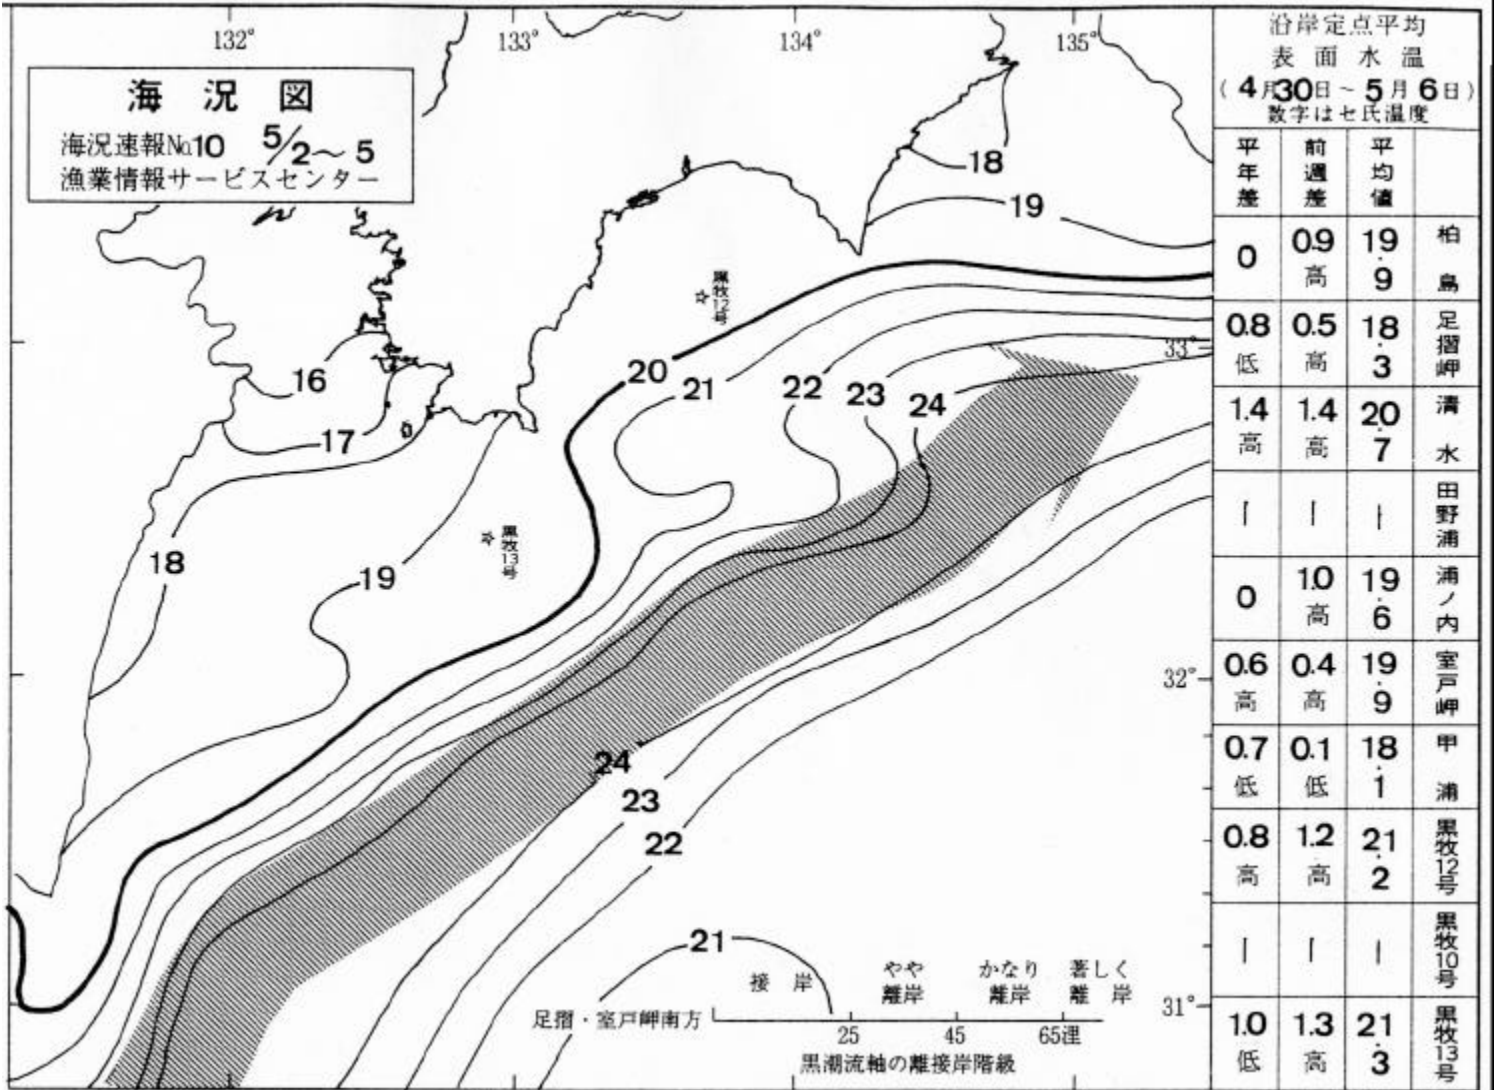 132°
133°
134°
135°
海況図
海況速報No.10 5/2～5
漁業情報サービスセンター
18
19
黒牧12号
33°
20
21
22
23
24
16
17
18
19
黒牧13号
32°
24
23
22
21
接岸
やや離岸
かなり離岸
著しく離岸
足摺・室戸岬南方
25
45
65浬
31°
黒潮流軸の離接岸階級
沿岸定点平均
表面水温
(4月30日～5月6日)
数字はセ氏温度
平年差 前週差 平均値
0 0.9高 19.9 柏島
0.8低 0.5高 18.3 足摺岬
1.4高 1.4高 20.7 清水
｜ ｜ ｜ 田野浦
0 1.0高 19.6 浦ノ内
0.6高 0.4高 19.9 室戸岬
0.7低 0.1低 18.1 甲浦
0.8高 1.2高 21.2 黒牧12号
｜ ｜ ｜ 黒牧10号
1.0低 1.3高 21.3 黒牧13号